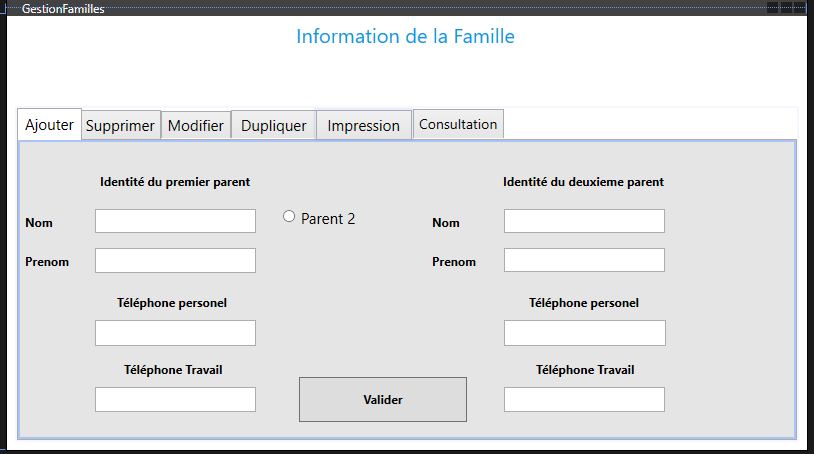 GestionFamilles
Information de la Famille
Ajouter Supprimer Modifier Dupliquer Impression Consultation
Identité du premier parent Identité du deuxieme parent
Nom Parent 2 Nom
Prenom Prenom
Téléphone personel Téléphone personel
Téléphone Travail Téléphone Travail
Valider